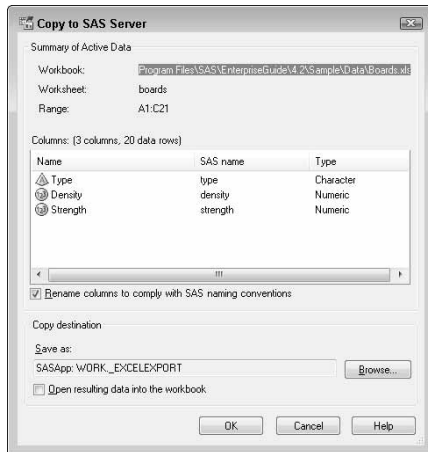 Copy to SAS Server
Summary of Active Data
Workbook: Program Files\SAS\EnterpriseGuide\4.2\Sample\Data\Boards.xls
Worksheet: boards
Range: A1:C21
Columns: (3 columns, 20 data rows)
Name SAS name Type
Type type Character
Density density Numeric
Strength strength Numeric
Rename columns to comply with SAS naming conventions
Copy destination
Save as:
SASApp: WORK._EXCELEXPORT
Browse...
Open resulting data into the workbook
OK Cancel Help